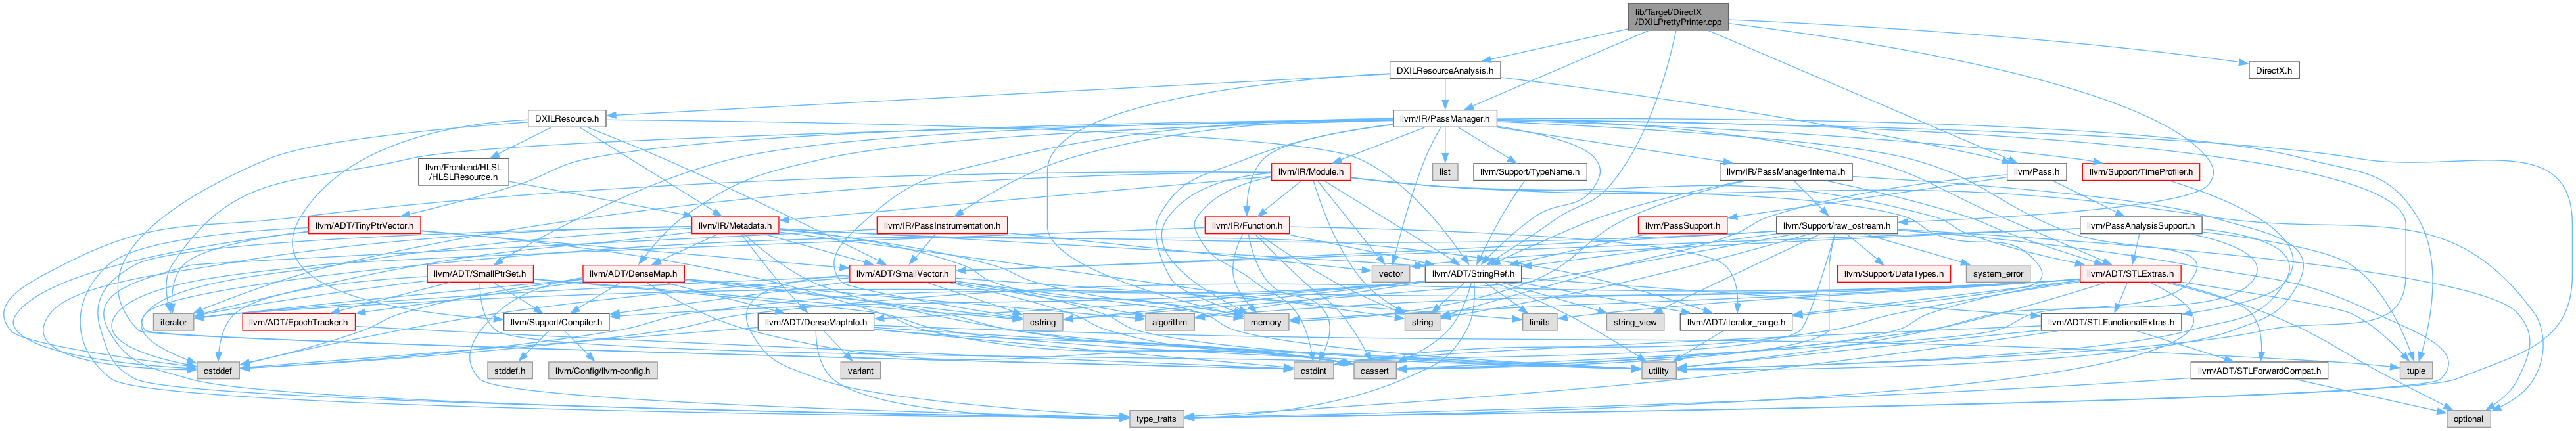 lib/Target/DirectX
/DXILPrettyPrinter.cpp
DXILResourceAnalysis.h
DirectX.h
DXILResource.h
llvm/IR/PassManager.h
llvm/Frontend/HLSL
/HLSLResource.h
llvm/IR/Module.h
list
llvm/Support/TypeName.h
llvm/IR/PassManagerInternal.h
llvm/Pass.h
llvm/Support/TimeProfiler.h
llvm/ADT/TinyPtrVector.h
llvm/IR/Metadata.h
llvm/IR/PassInstrumentation.h
llvm/IR/Function.h
llvm/PassSupport.h
llvm/Support/raw_ostream.h
llvm/PassAnalysisSupport.h
llvm/ADT/SmallPtrSet.h
llvm/ADT/DenseMap.h
llvm/ADT/SmallVector.h
vector
llvm/ADT/StringRef.h
llvm/Support/DataTypes.h
system_error
llvm/ADT/STLExtras.h
iterator
llvm/ADT/EpochTracker.h
llvm/Support/Compiler.h
llvm/ADT/DenseMapInfo.h
cstring
algorithm
memory
string
limits
string_view
llvm/ADT/iterator_range.h
llvm/ADT/STLFunctionalExtras.h
cstddef
stddef.h
llvm/Config/llvm-config.h
variant
cstdint
cassert
utility
llvm/ADT/STLForwardCompat.h
tuple
type_traits
optional